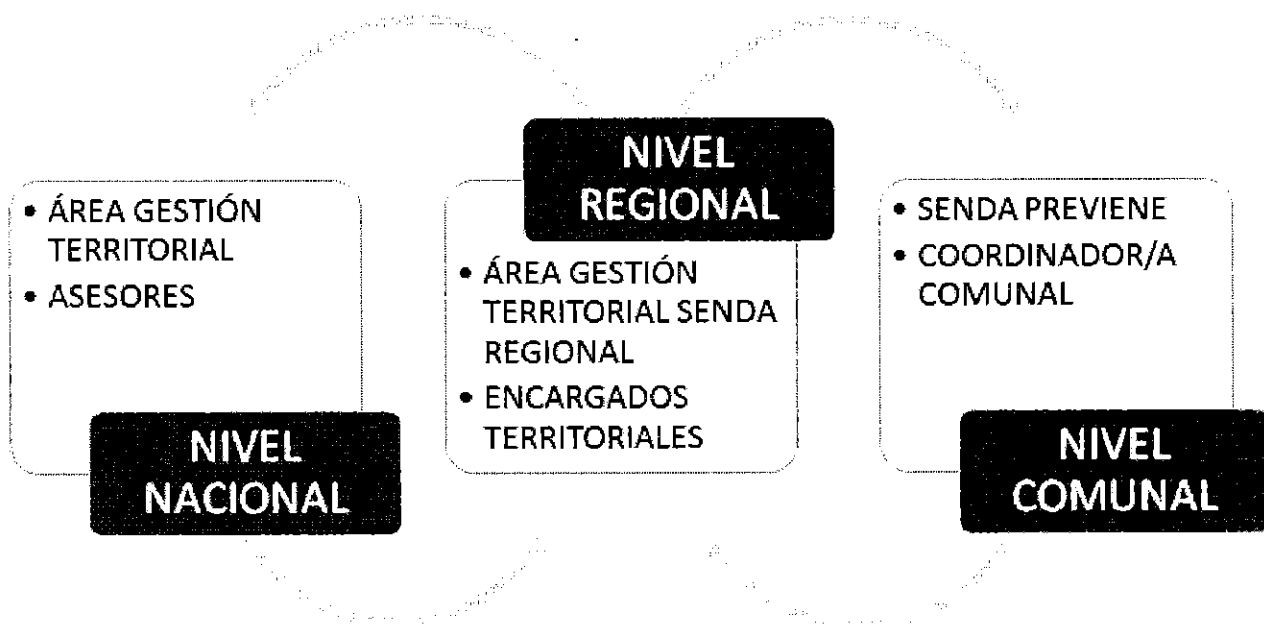 • ÁREA GESTIÓN
TERRITORIAL
• ASESORES
NIVEL
NACIONAL
NIVEL
REGIONAL
• ÁREA GESTIÓN
TERRITORIAL SENDA
REGIONAL
• ENCARGADOS
TERRITORIALES
• SENDA PREVIENE
• COORDINADOR/A
COMUNAL
NIVEL
COMUNAL